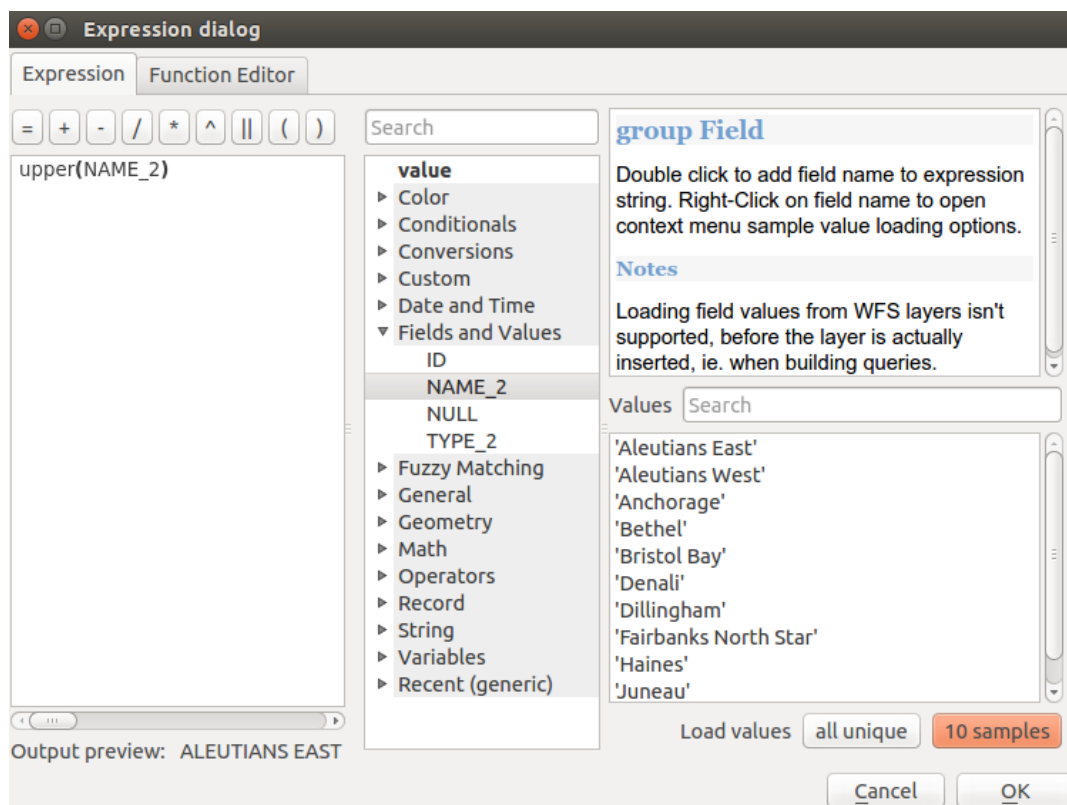 Expression dialog
Expression
Function Editor
= + - / * ^ || ( )
upper(NAME_2)
Output preview: ALEUTIANS EAST
Search
value
Color
Conditionals
Conversions
Custom
Date and Time
Fields and Values
ID
NAME_2
NULL
TYPE_2
Fuzzy Matching
General
Geometry
Math
Operators
Record
String
Variables
Recent (generic)
group Field
Double click to add field name to expression
string. Right-Click on field name to open
context menu sample value loading options.
Notes
Loading field values from WFS layers isn't
supported, before the layer is actually
inserted, ie. when building queries.
Values Search
'Aleutians East'
'Aleutians West'
'Anchorage'
'Bethel'
'Bristol Bay'
'Denali'
'Dillingham'
'Fairbanks North Star'
'Haines'
'Juneau'
Load values all unique 10 samples
Cancel OK